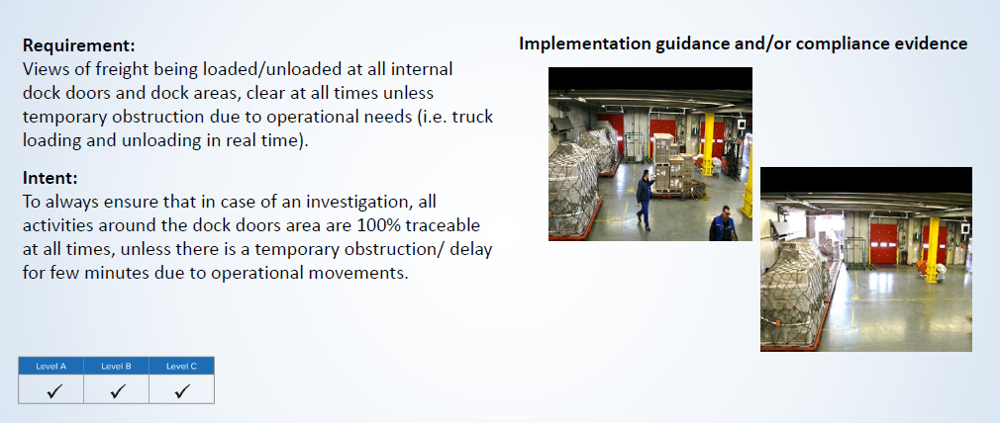 Requirement:
Views of freight being loaded/unloaded at all internal
dock doors and dock areas, clear at all times unless
temporary obstruction due to operational needs (i.e. truck
loading and unloading in real time).
Intent:
To always ensure that in case of an investigation, all
activities around the dock doors area are 100% traceable
at all times, unless there is a temporary obstruction/ delay
for few minutes due to operational movements.
Level A Level B Level C
✓ ✓ ✓
Implementation guidance and/or compliance evidence